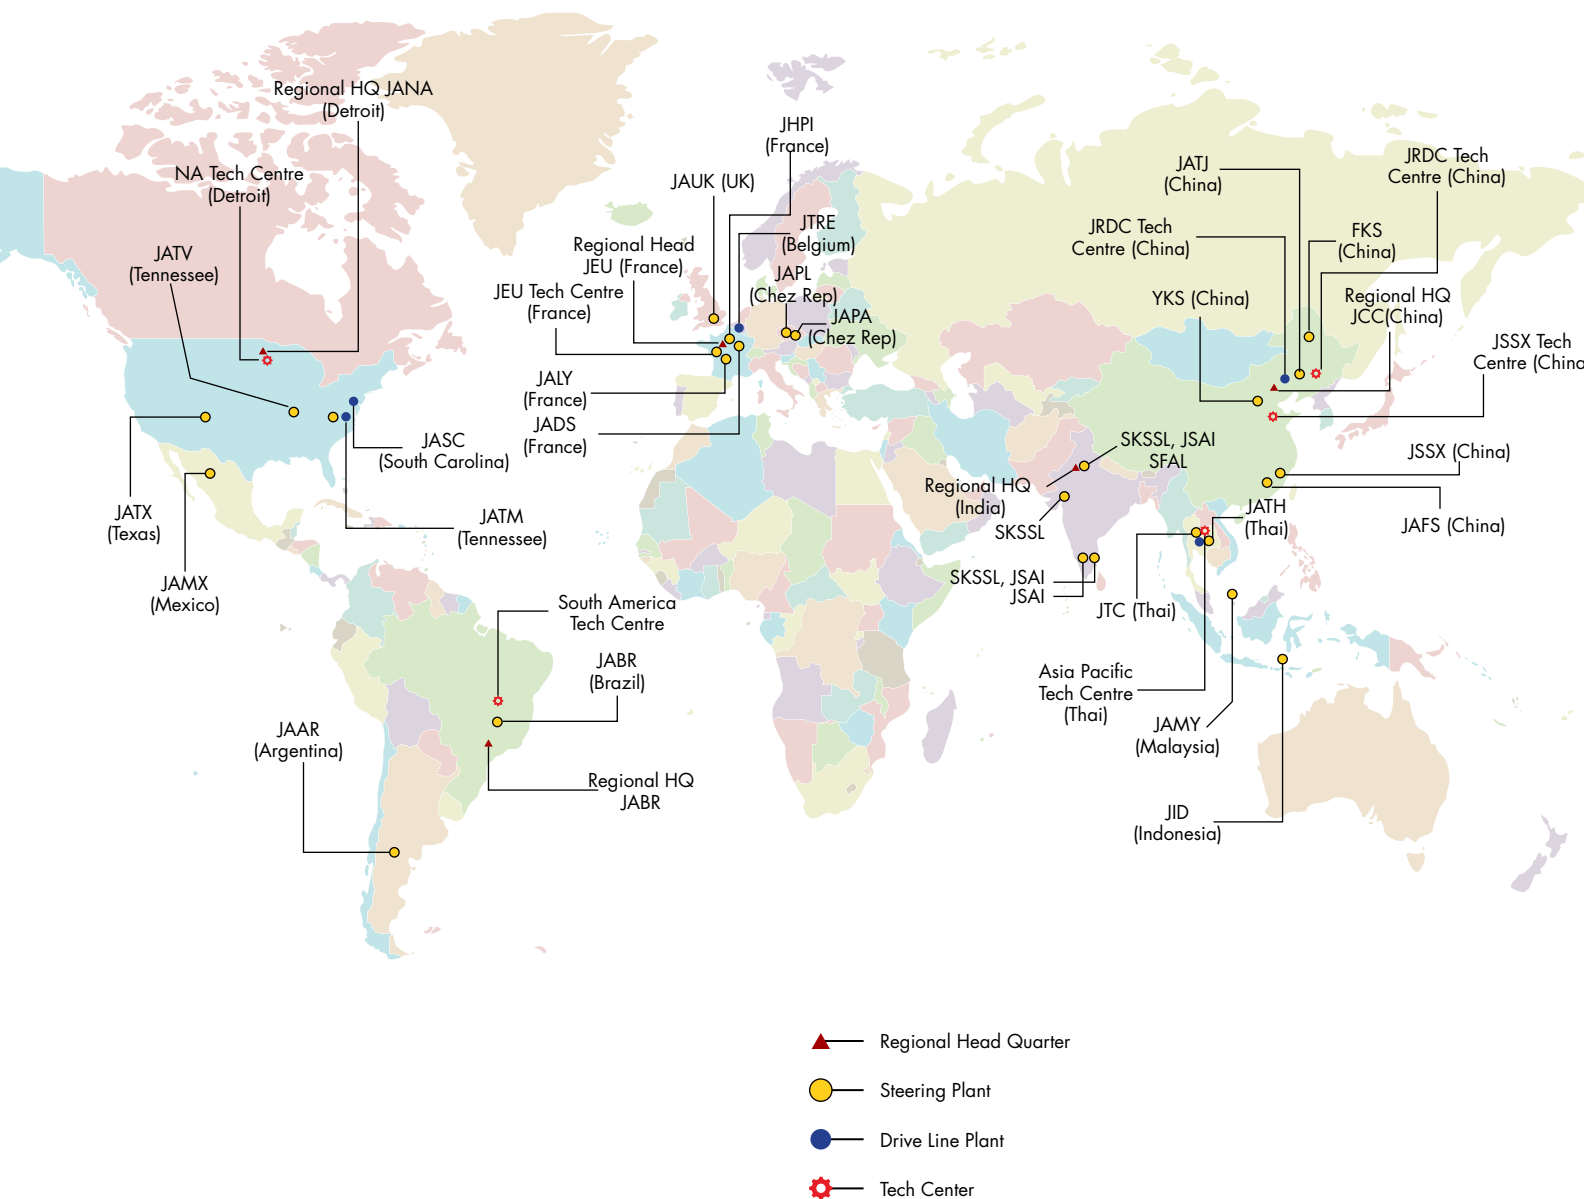 Regional HQ JANA
(Detroit)
NA Tech Centre
(Detroit)
JATV
(Tennessee)
JATX
(Texas)
JAMX
(Mexico)
JASC
(South Carolina)
JATM
(Tennessee)
South America
Tech Centre
JABR
(Brazil)
JAAR
(Argentina)
Regional HQ
JABR
JHPI
(France)
JAUK (UK)
JTRE
(Belgium)
Regional Head
JEU (France)
JAPL
(Chez Rep)
JEU Tech Centre
(France)
JAPA
(Chez Rep)
JALY
(France)
JADS
(France)
JATJ
(China)
JRDC Tech
Centre (China)
JRDC Tech
Centre (China)
FKS
(China)
YKS (China)
Regional HQ
JCC(China)
JSSX Tech
Centre (China
SKSSL, JSAI
SFAL
JSSX (China)
Regional HQ
(India)
SKSSL
JATH
(Thai)
JAFS (China)
SKSSL, JSAI
JSAI
JTC (Thai)
Asia Pacific
Tech Centre
(Thai)
JAMY
(Malaysia)
JID
(Indonesia)
Regional Head Quarter
Steering Plant
Drive Line Plant
Tech Center